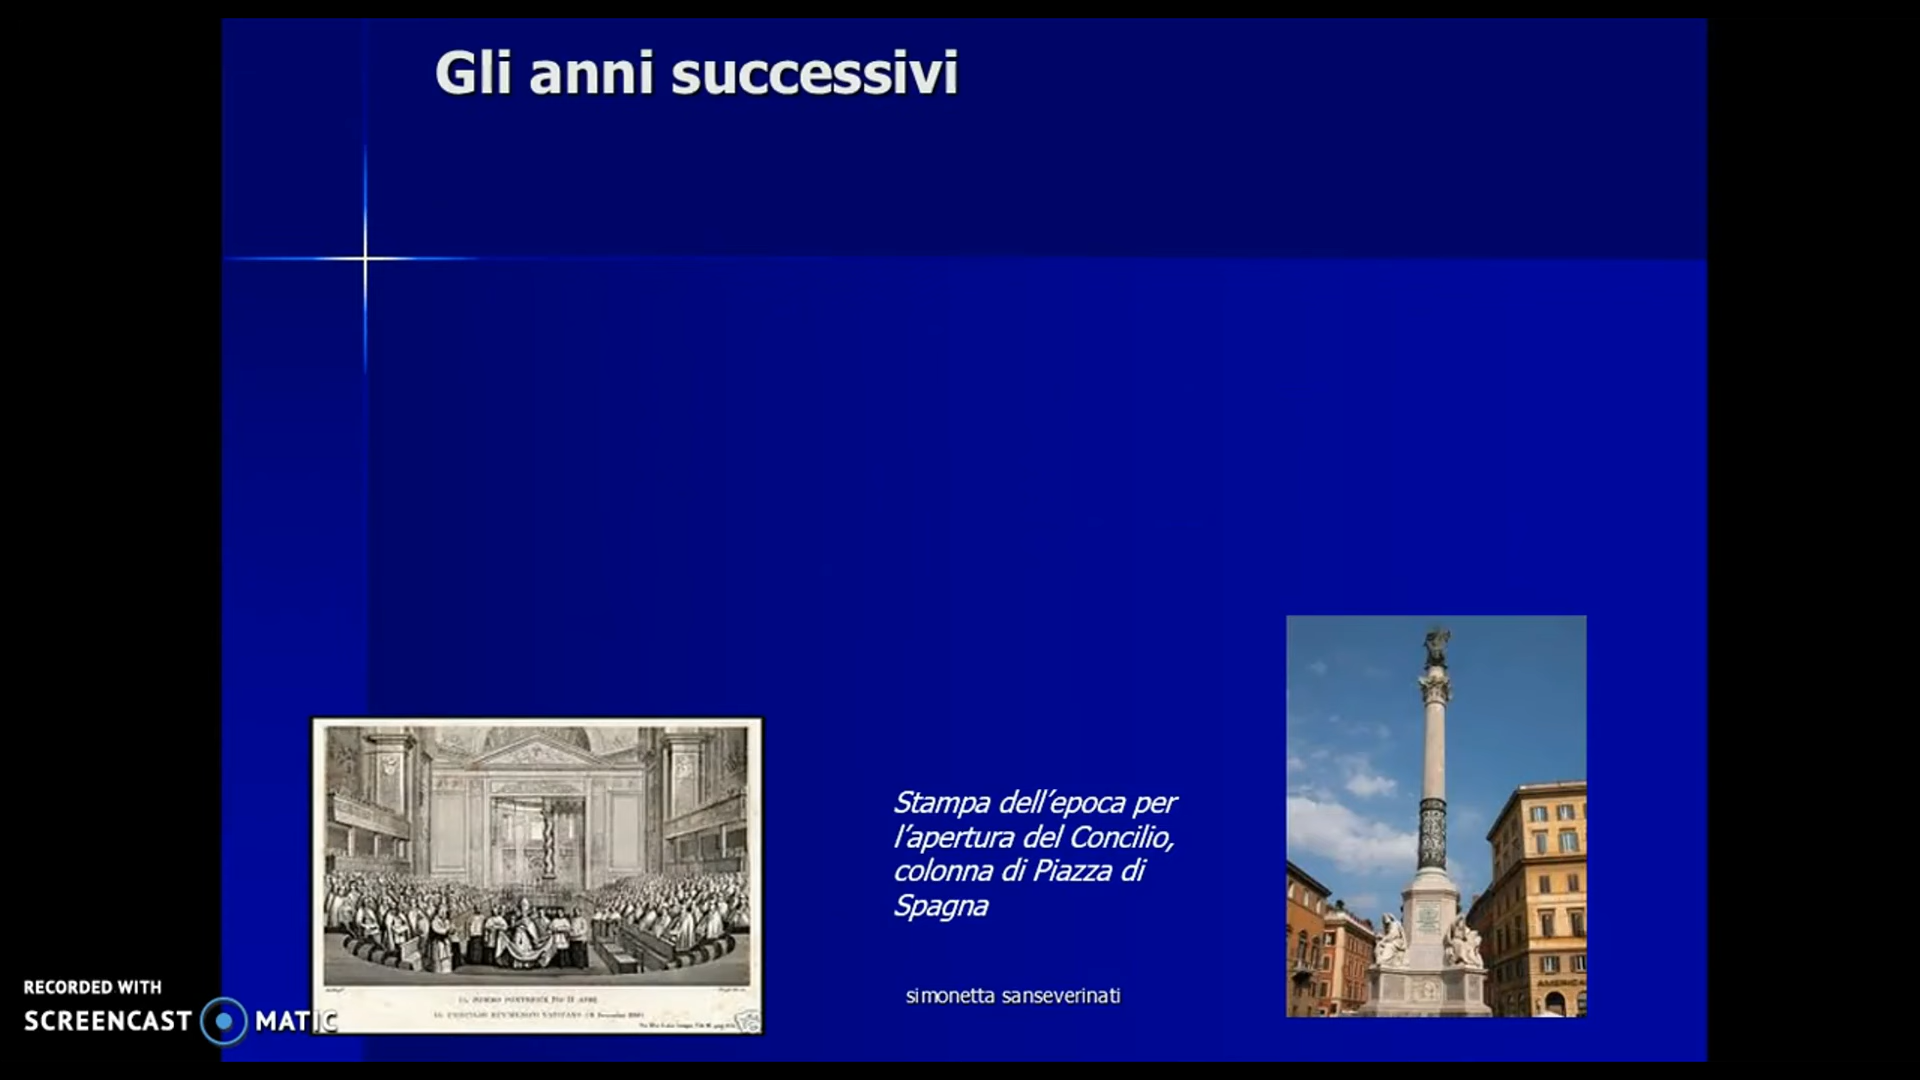 Gli anni successivi
Stampa dell'epoca per
l'apertura del Concilio,
colonna di Piazza di
Spagna
simonetta sanseverinati
RECORDED WITH
SCREENCAST MATIC
AMERICA